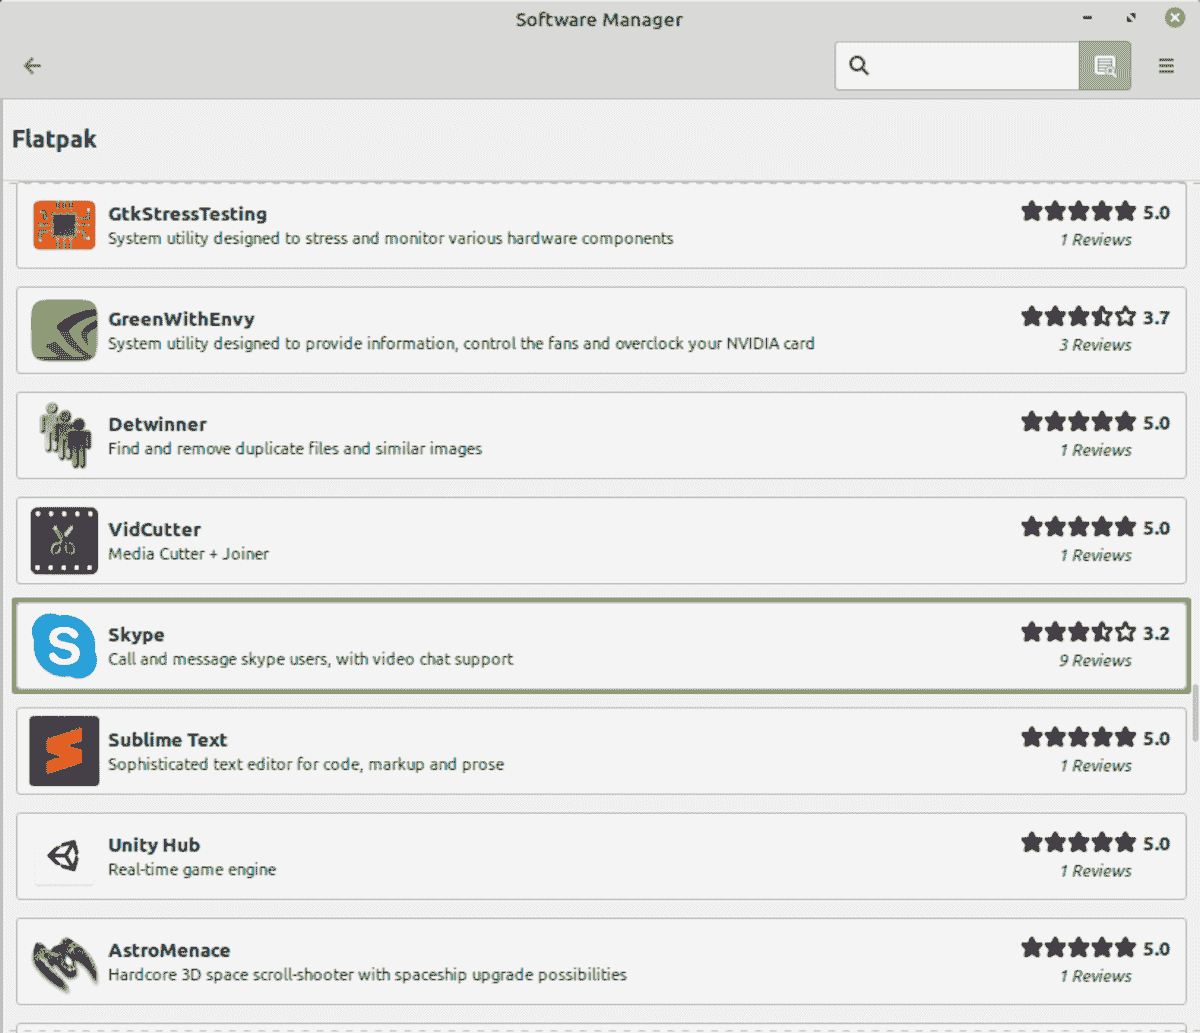 Software Manager
Flatpak
GtkStressTesting
5.0
System utility designed to stress and monitor various hardware components
1 Reviews
GreenWithEnvy
3.7
System utility designed to provide information, control the fans and overclock your NVIDIA card
3 Reviews
Detwinner
5.0
Find and remove duplicate files and similar images
1 Reviews
VidCutter
5.0
Media Cutter + Joiner
1 Reviews
S
Skype
3.2
Call and message skype users, with video chat support
9 Reviews
Sublime Text
5.0
Sophisticated text editor for code, markup and prose
1 Reviews
Unity Hub
5.0
Real-time game engine
1 Reviews
AstroMenace
5.0
Hardcore 3D space scroll-shooter with spaceship upgrade possibilities
1 Reviews